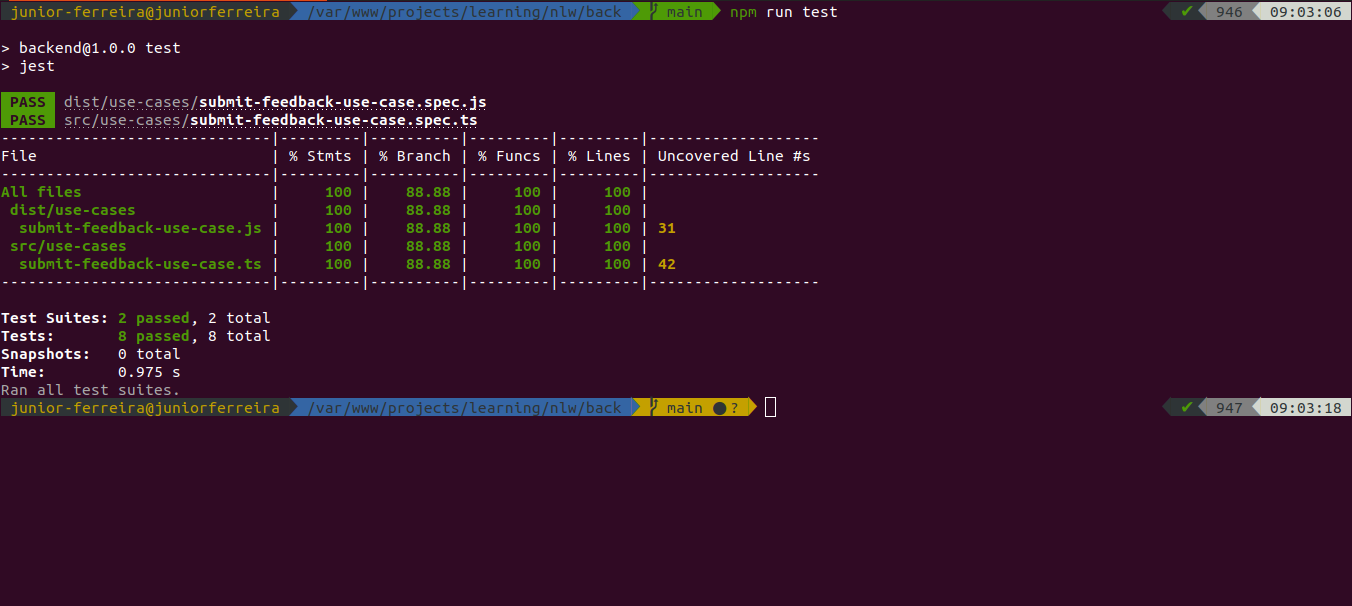 junior-ferreira@juniorferreira /var/www/projects/learning/nlw/back main npm run test ✔ 946 09:03:06
> backend@1.0.0 test
> jest
PASS dist/use-cases/submit-feedback-use-case.spec.js
PASS src/use-cases/submit-feedback-use-case.spec.ts
------------------------------|---------|----------|---------|---------|-------------------
File | % Stmts | % Branch | % Funcs | % Lines | Uncovered Line #s
------------------------------|---------|----------|---------|---------|-------------------
All files | 100 | 88.88 | 100 | 100 |
dist/use-cases | 100 | 88.88 | 100 | 100 |
submit-feedback-use-case.js | 100 | 88.88 | 100 | 100 | 31
src/use-cases | 100 | 88.88 | 100 | 100 |
submit-feedback-use-case.ts | 100 | 88.88 | 100 | 100 | 42
------------------------------|---------|----------|---------|---------|-------------------
Test Suites: 2 passed, 2 total
Tests: 8 passed, 8 total
Snapshots: 0 total
Time: 0.975 s
Ran all test suites.
junior-ferreira@juniorferreira /var/www/projects/learning/nlw/back main ● ? ✔ 947 09:03:18